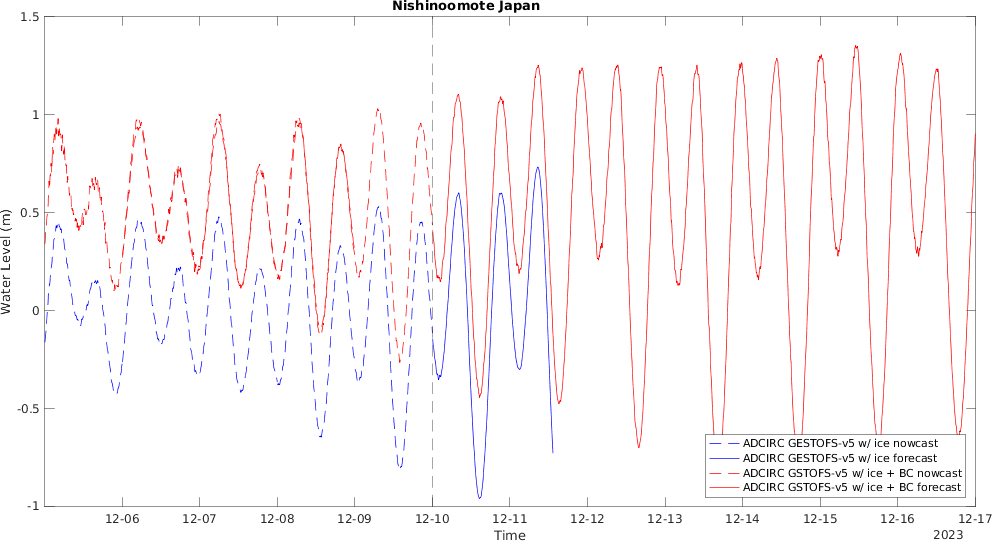 Nishinoomote Japan
1.5
1
0.5
0
-0.5
-1
Water Level (m)
12-06
12-07
12-08
12-09
12-10
12-11
12-12
12-13
12-14
12-15
12-16
12-17
Time
2023
ADCIRC GESTOFS-v5 w/ ice nowcast
ADCIRC GESTOFS-v5 w/ ice forecast
ADCIRC GSTOFS-v5 w/ ice + BC nowcast
ADCIRC GSTOFS-v5 w/ ice + BC forecast